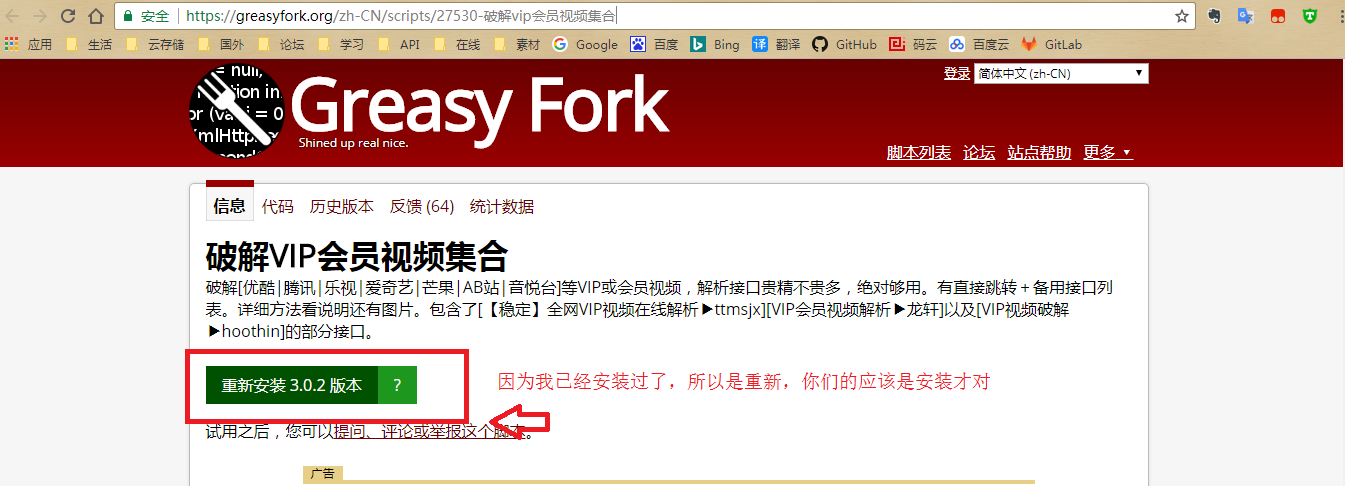 安全 | https://greasyfork.org/zh-CN/scripts/27530-破解vip会员视频集合
应用 生活 云存储 国外 论坛 学习 API 在线 素材 Google 百度 Bing 译 翻译 GitHub 码云 百度云 GitLab
登录 简体中文 (zh-CN)
Greasy Fork
Shined up real nice.
脚本列表 论坛 站点帮助 更多
信息 代码 历史版本 反馈 (64) 统计数据
破解VIP会员视频集合
破解[优酷|腾讯|乐视|爱奇艺|芒果|AB站|音悦台]等VIP或会员视频，解析接口贵精不贵多，绝对够用。有直接跳转＋备用接口列
表。详细方法看说明还有图片。包含了[【稳定】全网VIP视频在线解析▶ttmsjx][VIP会员视频解析▶龙轩]以及[VIP视频破解
▶hoothin]的部分接口。
重新安装 3.0.2 版本 ?
因为我已经安装过了，所以是重新，你们的应该是安装才对
试用之后，您可以提问、评论或举报这个脚本。
广告